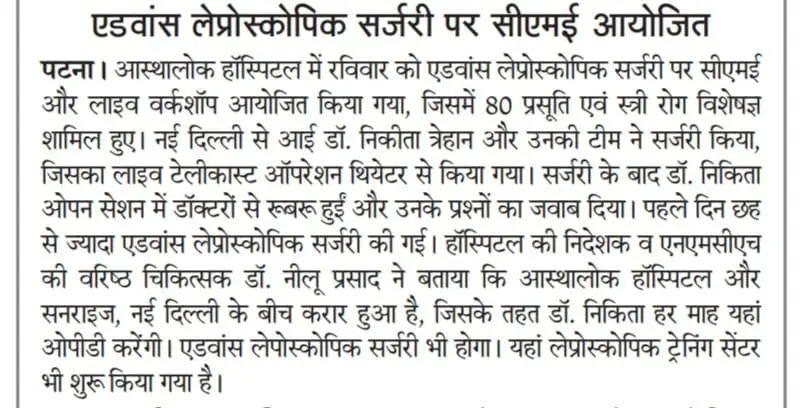 एडवांस लेप्रोस्कोपिक सर्जरी पर सीएमई आयोजित
पटना। आस्थालोक हॉस्पिटल में रविवार को एडवांस लेप्रोस्कोपिक सर्जरी पर सीएमई
और लाइव वर्कशॉप आयोजित किया गया, जिसमें 80 प्रसूति एवं स्त्री रोग विशेषज्ञ
शामिल हुए। नई दिल्ली से आई डॉ. निकीता त्रेहान और उनकी टीम ने सर्जरी किया,
जिसका लाइव टेलीकास्ट ऑपरेशन थियेटर से किया गया। सर्जरी के बाद डॉ. निकिता
ओपन सेशन में डॉक्टरों से रूबरू हुईं और उनके प्रश्नों का जवाब दिया। पहले दिन छह
से ज्यादा एडवांस लेप्रोस्कोपिक सर्जरी की गई। हॉस्पिटल की निदेशक व एनएमसीएच
की वरिष्ठ चिकित्सक डॉ. नीलू प्रसाद ने बताया कि आस्थालोक हॉस्पिटल और
सनराइज, नई दिल्ली के बीच करार हुआ है, जिसके तहत डॉ. निकिता हर माह यहां
ओपीडी करेंगी। एडवांस लेपोस्कोपिक सर्जरी भी होगा। यहां लेप्रोस्कोपिक ट्रेनिंग सेंटर
भी शुरू किया गया है।